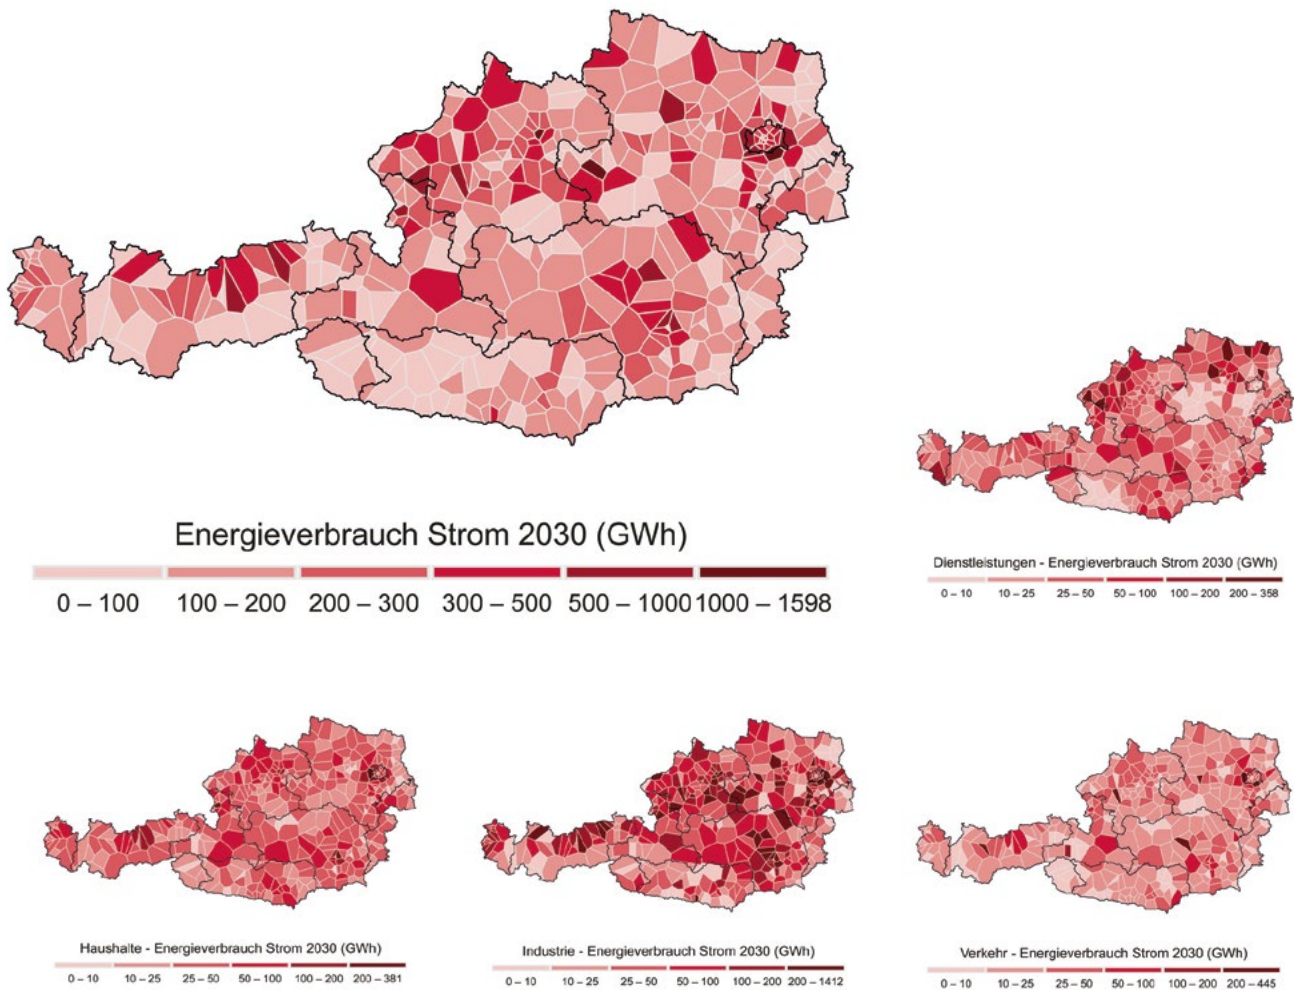 Energieverbrauch Strom 2030 (GWh)
0 – 100 100 – 200 200 – 300 300 – 500 500 – 1000 1000 – 1598
Dienstleistungen - Energieverbrauch Strom 2030 (GWh)
0 – 10 10 – 25 25 – 50 50 – 100 100 – 200 200 – 358
Haushalte - Energieverbrauch Strom 2030 (GWh)
0 – 10 10 – 25 25 – 50 50 – 100 100 – 200 200 – 381
Industrie - Energieverbrauch Strom 2030 (GWh)
0 – 10 10 – 25 25 – 50 50 – 100 100 – 200 200 – 1412
Verkehr - Energieverbrauch Strom 2030 (GWh)
0 – 10 10 – 25 25 – 50 50 – 100 100 – 200 200 – 445